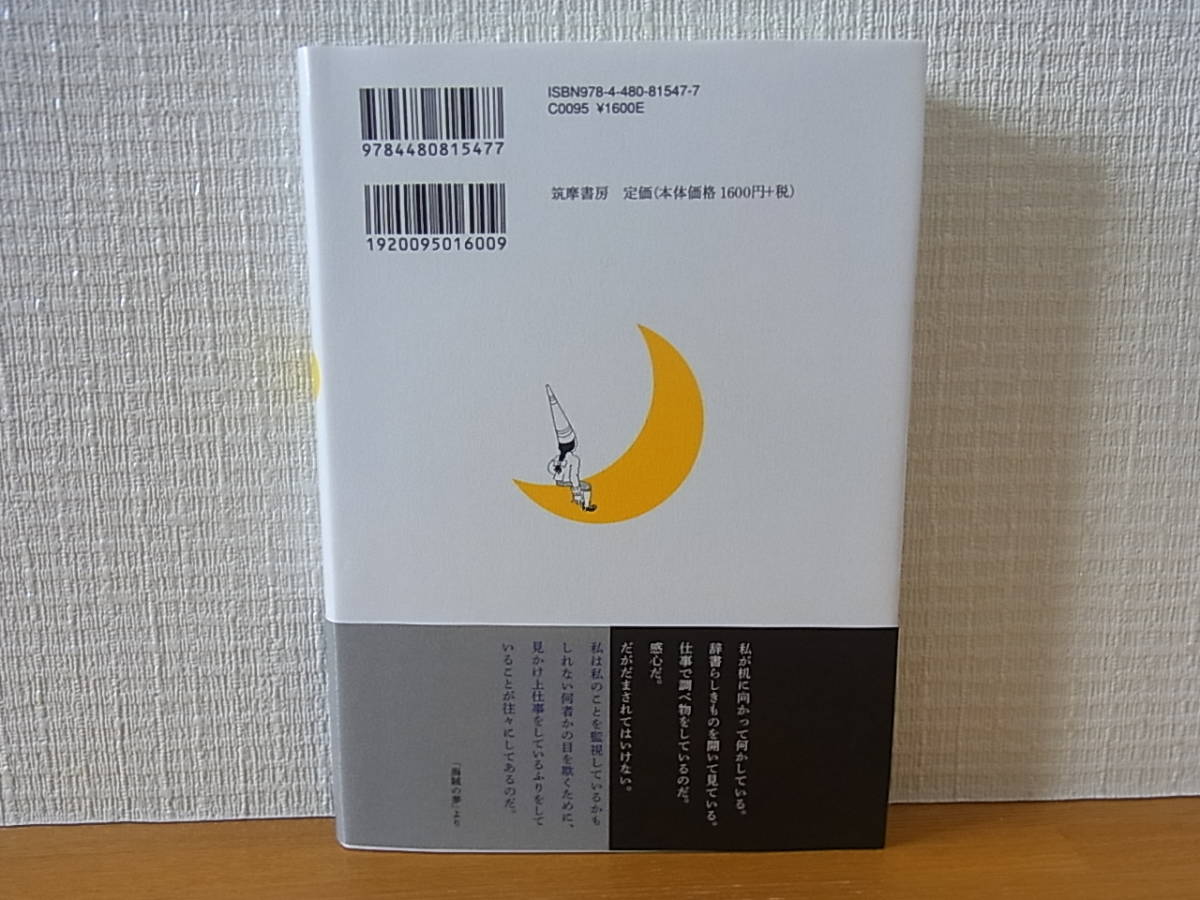 ISBN978-4-480-81547-7
C0095 ¥1600E
9784480815477
筑摩書房 定価(本体価格1600円+税)
1920095016009
私が机に向かって何かしている。
辞書らしきものを開いて見ている。
仕事で調べ物をしているのだ。
感心だ。
だがだまされてはいけない。
私は私のことを監視しているかも
しれない何者かの目を欺くために、
見かけ上仕事をしているふりをして
いることが往々にしてあるのだ。
「海賊の夢」より